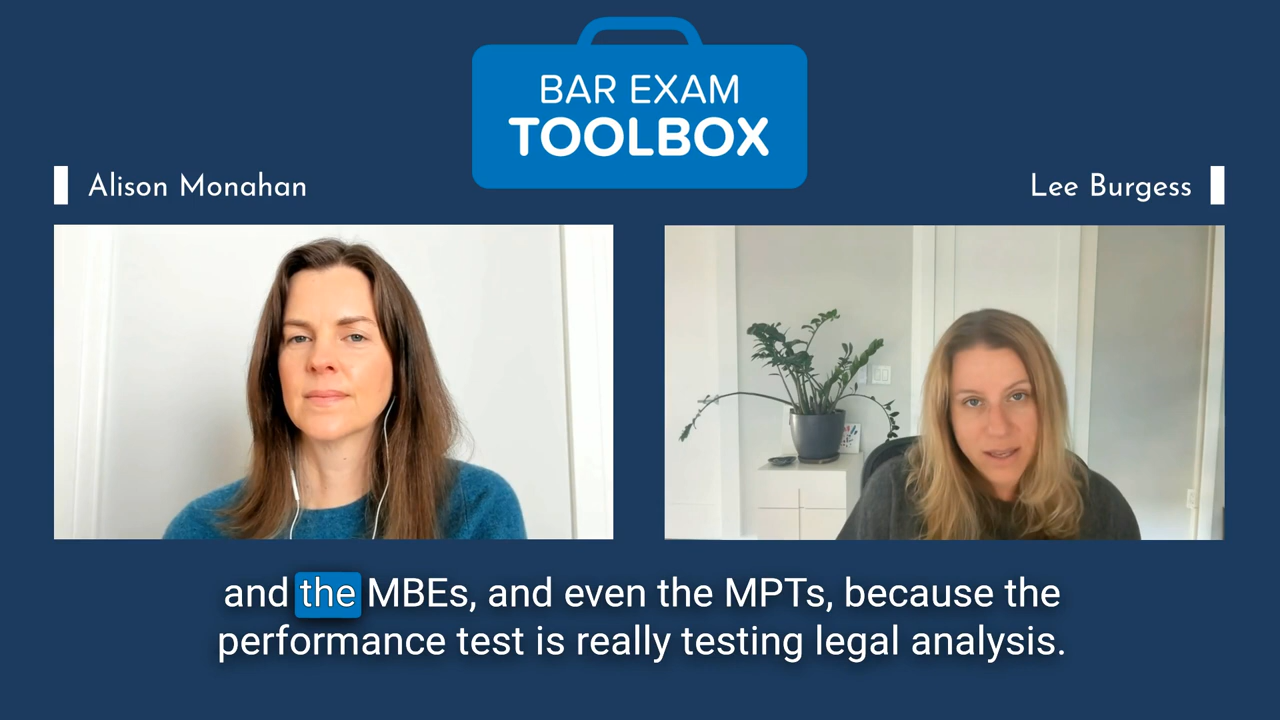 BAR EXAM
TOOLBOX
Alison Monahan
Lee Burgess
and the MBEs, and even the MPTs, because the
performance test is really testing legal analysis.